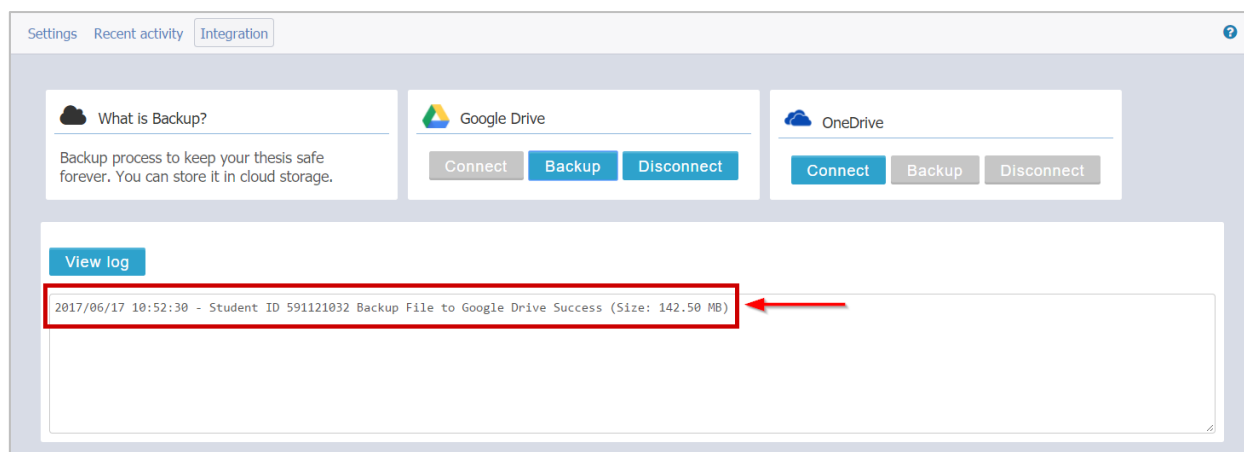 Settings Recent activity Integration
What is Backup?
Backup process to keep your thesis safe
forever. You can store it in cloud storage.
Google Drive
Connect Backup Disconnect
OneDrive
Connect Backup Disconnect
View log
2017/06/17 10:52:30 - Student ID 591121032 Backup File to Google Drive Success (Size: 142.50 MB)